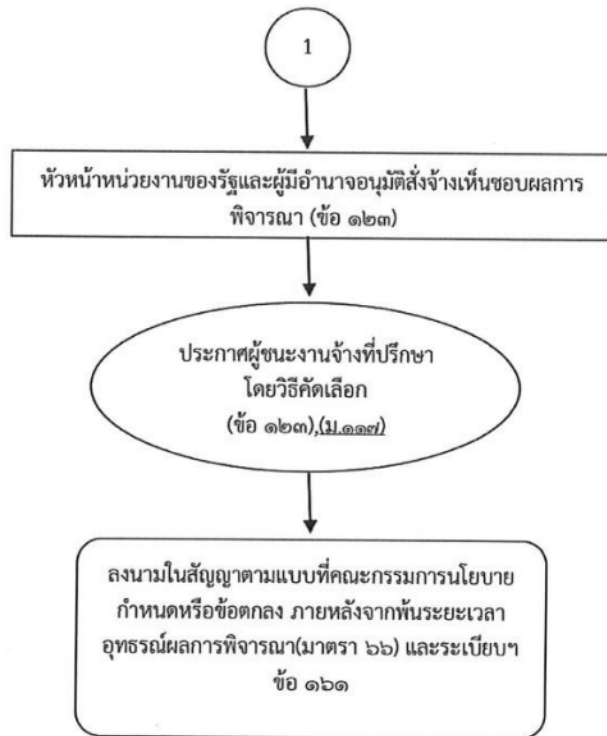 1
หัวหน้าหน่วยงานของรัฐและผู้มีอำนาจอนุมัติสั่งจ้างเห็นชอบผลการ
พิจารณา (ข้อ ๑๒๓)
ประกาศผู้ชนะงานจ้างที่ปรึกษา
โดยวิธีคัดเลือก
(ข้อ ๑๒๓),(ม.๑๑๗)
ลงนามในสัญญาตามแบบที่คณะกรรมการนโยบาย
กำหนดหรือข้อตกลง ภายหลังจากพ้นระยะเวลา
อุทธรณ์ผลการพิจารณา(มาตรา ๖๖) และระเบียบฯ
ข้อ ๑๖๑